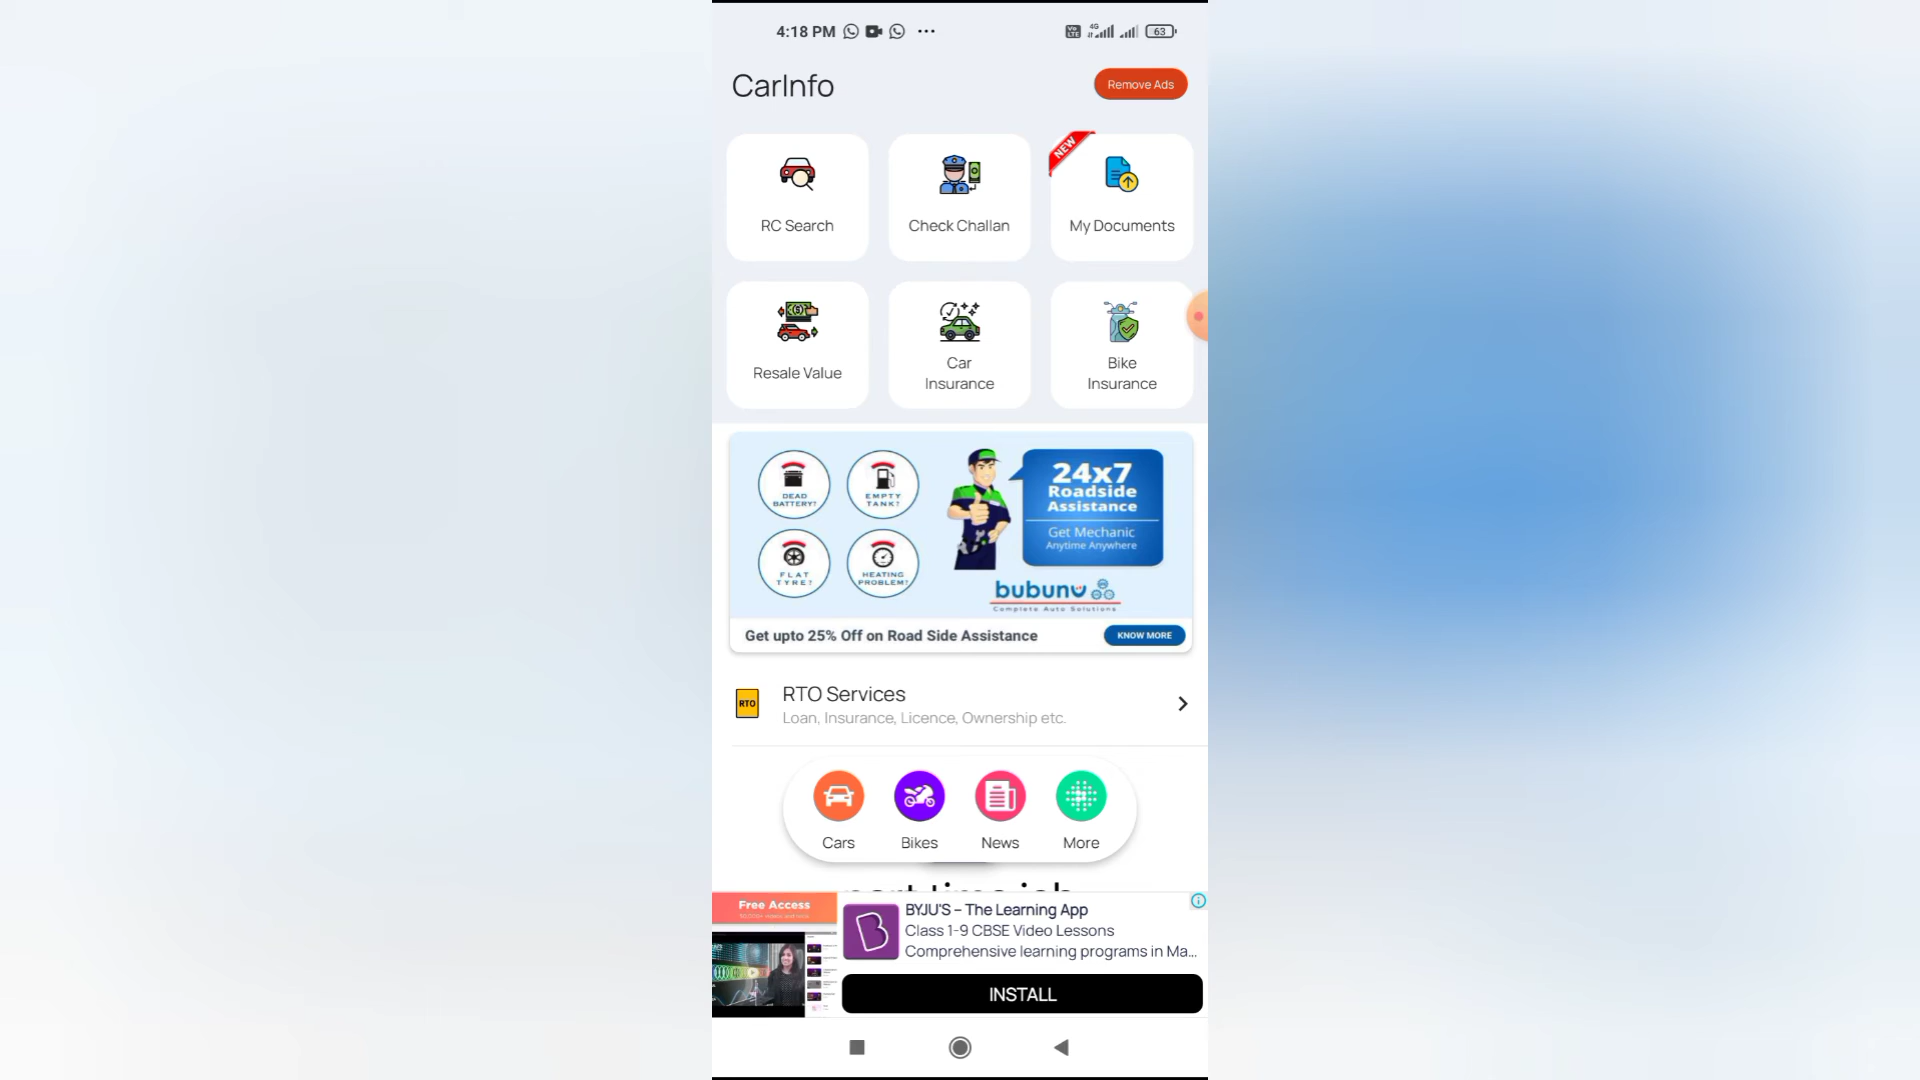 4:18 PM
4G
63
CarInfo
Remove Ads
NEW
RC Search
Check Challan
My Documents
Resale Value
Car
Insurance
Bike
Insurance
DEAD
BATTERY?
EMPTY
TANK?
FLAT
TYRE?
HEATING
PROBLEM?
24x7
Roadside
Assistance
Get Mechanic
Anytime Anywhere
bubunu
Complete Auto Solutions
Get upto 25% Off on Road Side Assistance
KNOW MORE
RTO
RTO Services
Loan, Insurance, Licence, Ownership etc.
Cars
Bikes
News
More
part time job
Free Access
BYJU'S – The Learning App
Class 1-9 CBSE Video Lessons
Comprehensive learning programs in Ma...
INSTALL